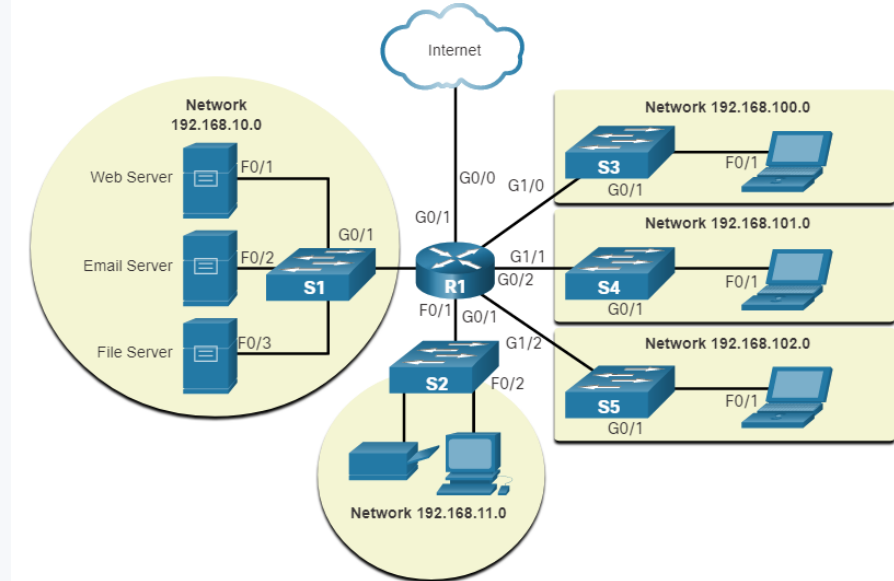 Internet
Network
192.168.10.0
Web Server
F0/1
Email Server
F0/2
File Server
F0/3
G0/1
S1
G0/0
G0/1
R1
G1/0
G1/1
G0/2
G1/2
F0/1
G0/1
S2
F0/2
Network 192.168.11.0
Network 192.168.100.0
S3
G0/1
F0/1
Network 192.168.101.0
S4
G0/1
F0/1
Network 192.168.102.0
S5
G0/1
F0/1